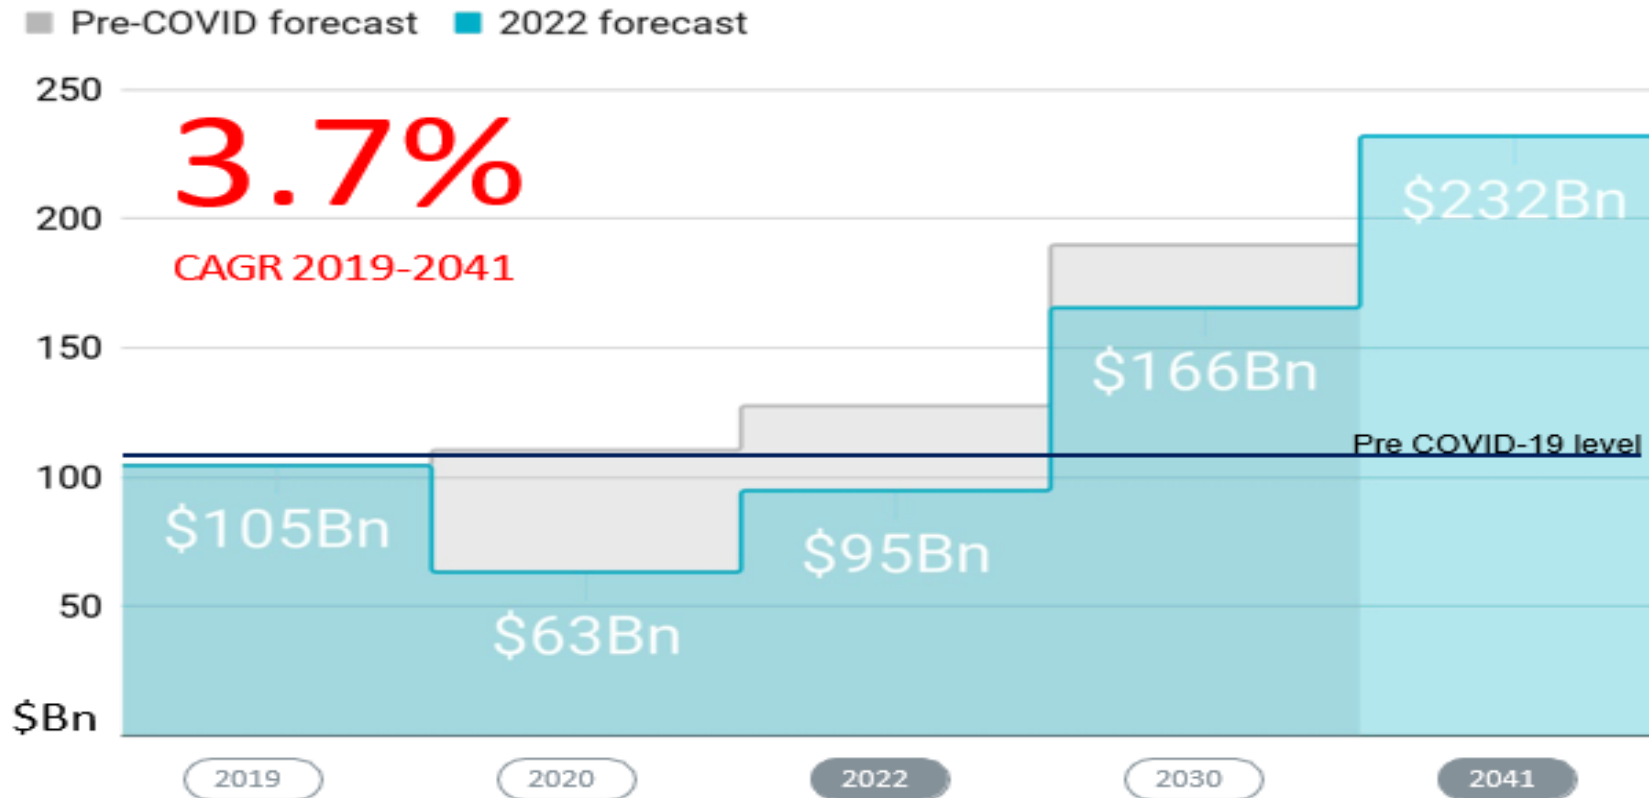 Pre-COVID forecast 2022 forecast
250
3.7%
200
$232Bn
CAGR 2019-2041
150
$166Bn
Pre COVID-19 level
100
$105Bn
$95Bn
50
$63Bn
$Bn
2019 2020 2022 2030 2041